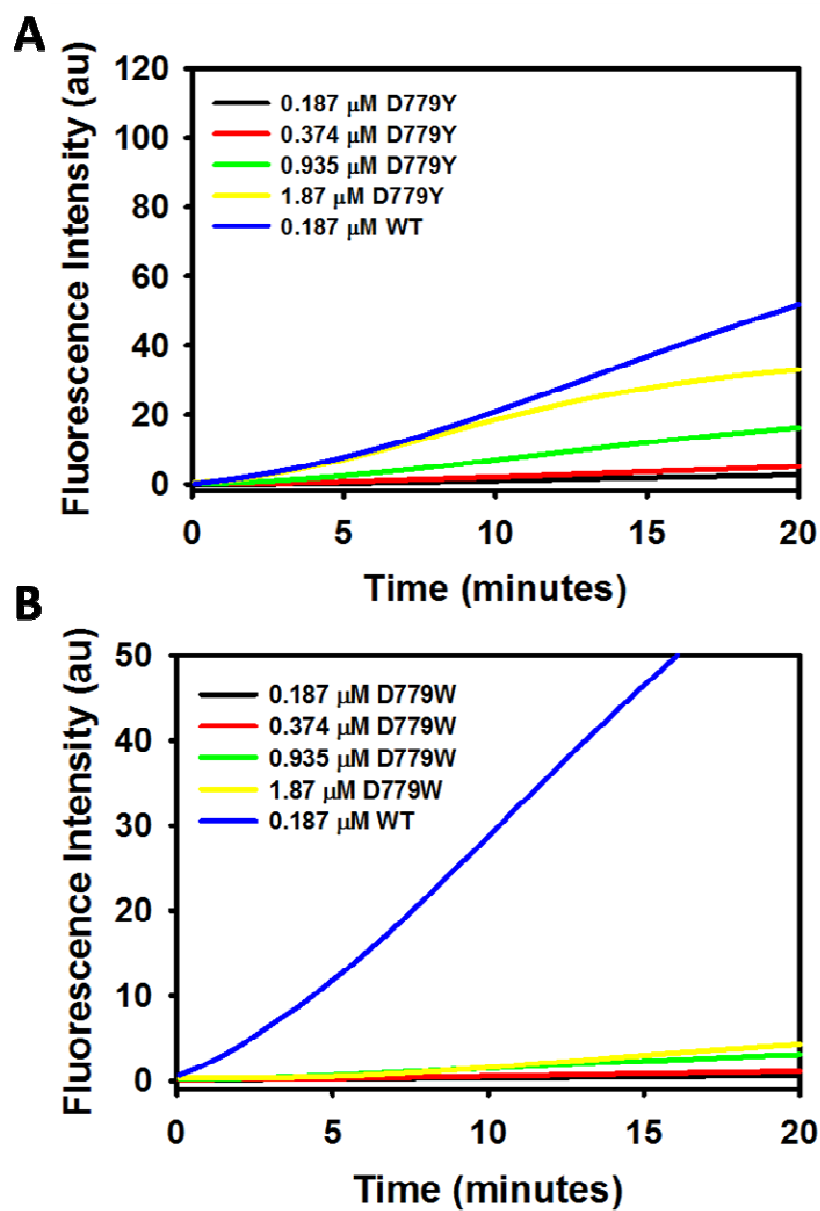 A
120
100
80
60
40
20
0
Fluorescence Intensity (au)
0.187 μM D779Y
0.374 μM D779Y
0.935 μM D779Y
1.87 μM D779Y
0.187 μM WT
0 5 10 15 20
Time (minutes)
B
50
40
30
20
10
0
Fluorescence Intensity (au)
0.187 μM D779W
0.374 μM D779W
0.935 μM D779W
1.87 μM D779W
0.187 μM WT
0 5 10 15 20
Time (minutes)